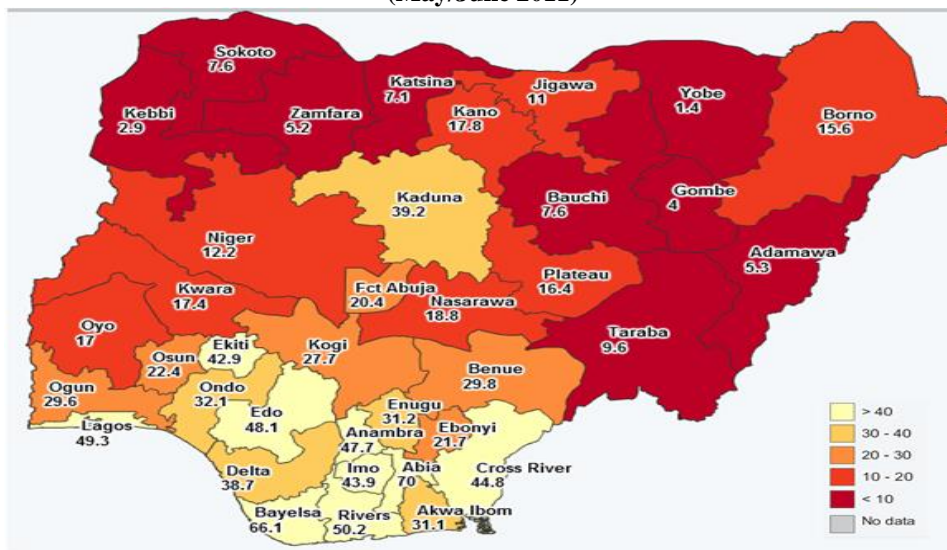 Sokoto
7.6
Katsina
7.1
Jigawa
11
Yobe
1.4
Kebbi
2.9
Zamfara
5.2
Kano
17.8
Borno
15.6
Kaduna
39.2
Bauchi
7.6
Gombe
4
Niger
12.2
Adamawa
5.3
Plateau
16.4
Fct Abuja
20.4
Kwara
17.4
Nasarawa
18.8
Oyo
17
Taraba
9.6
Ekiti
42.9
Kogi
27.7
Osun
22.4
Benue
29.8
Ogun
29.6
Ondo
32.1
Edo
48.1
Enugu
31.2
Ebonyi
21.7
Lagos
49.3
Anambra
47.7
Delta
38.7
Imo
43.9
Abia
70
Cross River
44.8
Bayelsa
66.1
Rivers
50.2
Akwa Ibom
31.1
> 40
30 - 40
20 - 30
10 - 20
< 10
No data